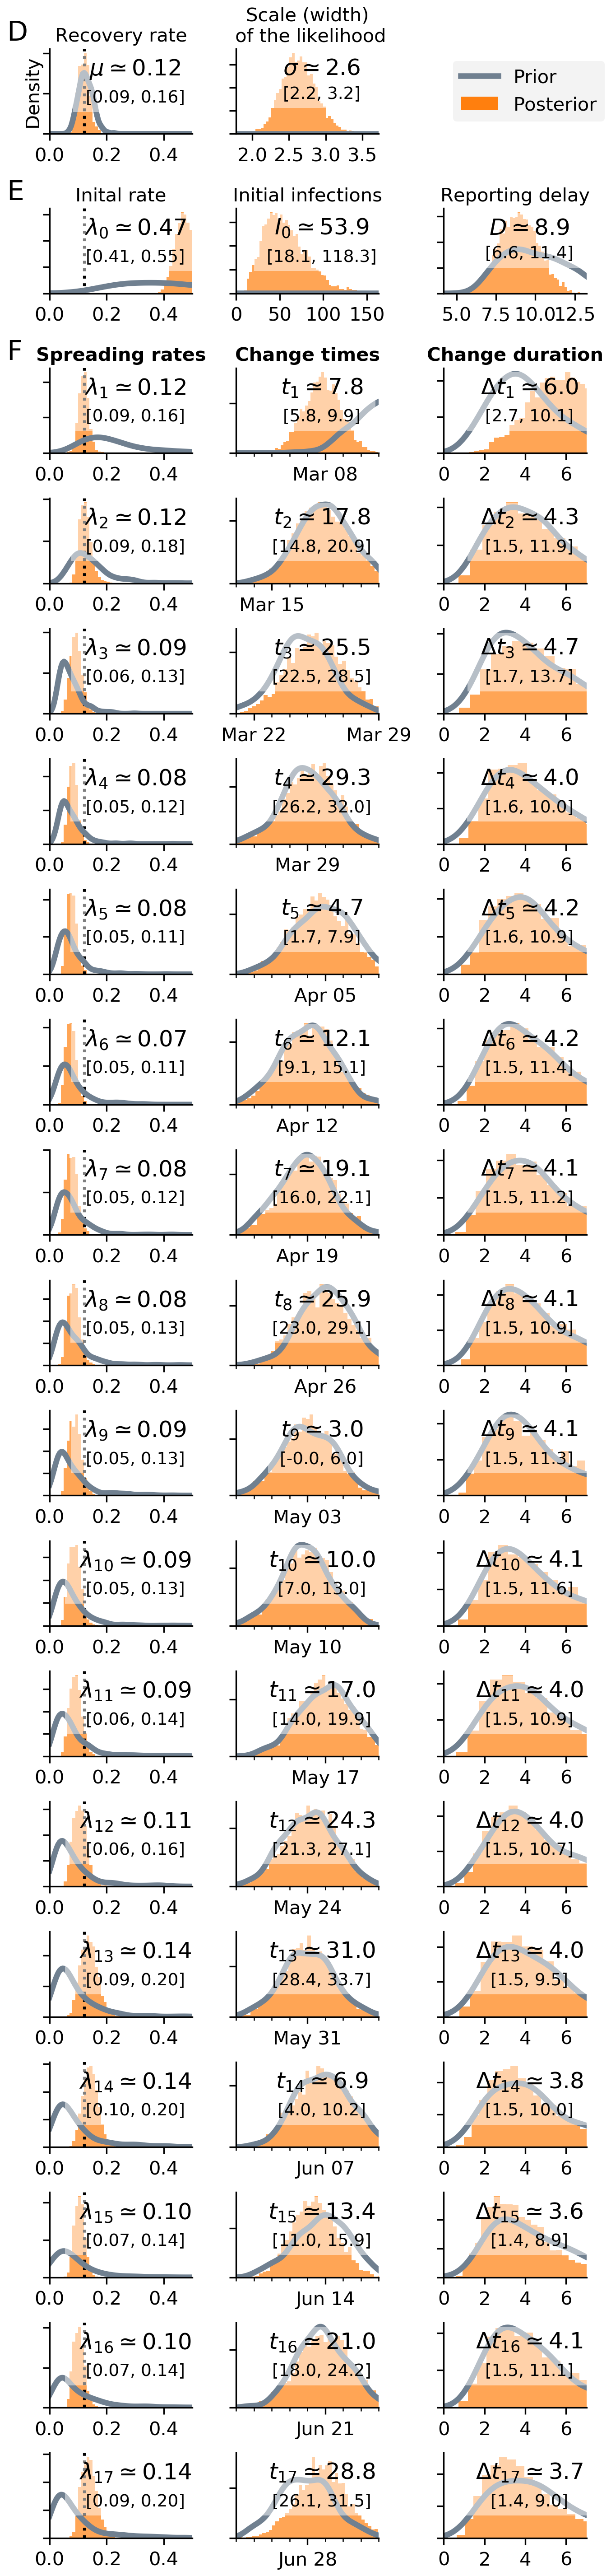 D
Recovery rate
Scale (width)
of the likelihood
Density
μ ≃ 0.12
[0.09, 0.16]
σ ≃ 2.6
[2.2, 3.2]
Prior
Posterior
0.0 0.2 0.4
2.0 2.5 3.0 3.5
E
Inital rate
Initial infections
Reporting delay
λ0 ≃ 0.47
[0.41, 0.55]
I0 ≃ 53.9
[18.1, 118.3]
D ≃ 8.9
[6.6, 11.4]
0.0 0.2 0.4
0 50 100 150
5.0 7.5 10.0 12.5
F
Spreading rates
Change times
Change duration
λ1 ≃ 0.12
[0.09, 0.16]
t1 ≃ 7.8
[5.8, 9.9]
Δt1 ≃ 6.0
[2.7, 10.1]
0.0 0.2 0.4
Mar 08
0 2 4 6
λ2 ≃ 0.12
[0.09, 0.18]
t2 ≃ 17.8
[14.8, 20.9]
Δt2 ≃ 4.3
[1.5, 11.9]
0.0 0.2 0.4
Mar 15
0 2 4 6
λ3 ≃ 0.09
[0.06, 0.13]
t3 ≃ 25.5
[22.5, 28.5]
Δt3 ≃ 4.7
[1.7, 13.7]
0.0 0.2 0.4
Mar 22 Mar 29
0 2 4 6
λ4 ≃ 0.08
[0.05, 0.12]
t4 ≃ 29.3
[26.2, 32.0]
Δt4 ≃ 4.0
[1.6, 10.0]
0.0 0.2 0.4
Mar 29
0 2 4 6
λ5 ≃ 0.08
[0.05, 0.11]
t5 ≃ 4.7
[1.7, 7.9]
Δt5 ≃ 4.2
[1.6, 10.9]
0.0 0.2 0.4
Apr 05
0 2 4 6
λ6 ≃ 0.07
[0.05, 0.11]
t6 ≃ 12.1
[9.1, 15.1]
Δt6 ≃ 4.2
[1.5, 11.4]
0.0 0.2 0.4
Apr 12
0 2 4 6
λ7 ≃ 0.08
[0.05, 0.12]
t7 ≃ 19.1
[16.0, 22.1]
Δt7 ≃ 4.1
[1.5, 11.2]
0.0 0.2 0.4
Apr 19
0 2 4 6
λ8 ≃ 0.08
[0.05, 0.13]
t8 ≃ 25.9
[23.0, 29.1]
Δt8 ≃ 4.1
[1.5, 10.9]
0.0 0.2 0.4
Apr 26
0 2 4 6
λ9 ≃ 0.09
[0.05, 0.13]
t9 ≃ 3.0
[-0.0, 6.0]
Δt9 ≃ 4.1
[1.5, 11.3]
0.0 0.2 0.4
May 03
0 2 4 6
λ10 ≃ 0.09
[0.05, 0.13]
t10 ≃ 10.0
[7.0, 13.0]
Δt10 ≃ 4.1
[1.5, 11.6]
0.0 0.2 0.4
May 10
0 2 4 6
λ11 ≃ 0.09
[0.06, 0.14]
t11 ≃ 17.0
[14.0, 19.9]
Δt11 ≃ 4.0
[1.5, 10.9]
0.0 0.2 0.4
May 17
0 2 4 6
λ12 ≃ 0.11
[0.06, 0.16]
t12 ≃ 24.3
[21.3, 27.1]
Δt12 ≃ 4.0
[1.5, 10.7]
0.0 0.2 0.4
May 24
0 2 4 6
λ13 ≃ 0.14
[0.09, 0.20]
t13 ≃ 31.0
[28.4, 33.7]
Δt13 ≃ 4.0
[1.5, 9.5]
0.0 0.2 0.4
May 31
0 2 4 6
λ14 ≃ 0.14
[0.10, 0.20]
t14 ≃ 6.9
[4.0, 10.2]
Δt14 ≃ 3.8
[1.5, 10.0]
0.0 0.2 0.4
Jun 07
0 2 4 6
λ15 ≃ 0.10
[0.07, 0.14]
t15 ≃ 13.4
[11.0, 15.9]
Δt15 ≃ 3.6
[1.4, 8.9]
0.0 0.2 0.4
Jun 14
0 2 4 6
λ16 ≃ 0.10
[0.07, 0.14]
t16 ≃ 21.0
[18.0, 24.2]
Δt16 ≃ 4.1
[1.5, 11.1]
0.0 0.2 0.4
Jun 21
0 2 4 6
λ17 ≃ 0.14
[0.09, 0.20]
t17 ≃ 28.8
[26.1, 31.5]
Δt17 ≃ 3.7
[1.4, 9.0]
0.0 0.2 0.4
Jun 28
0 2 4 6